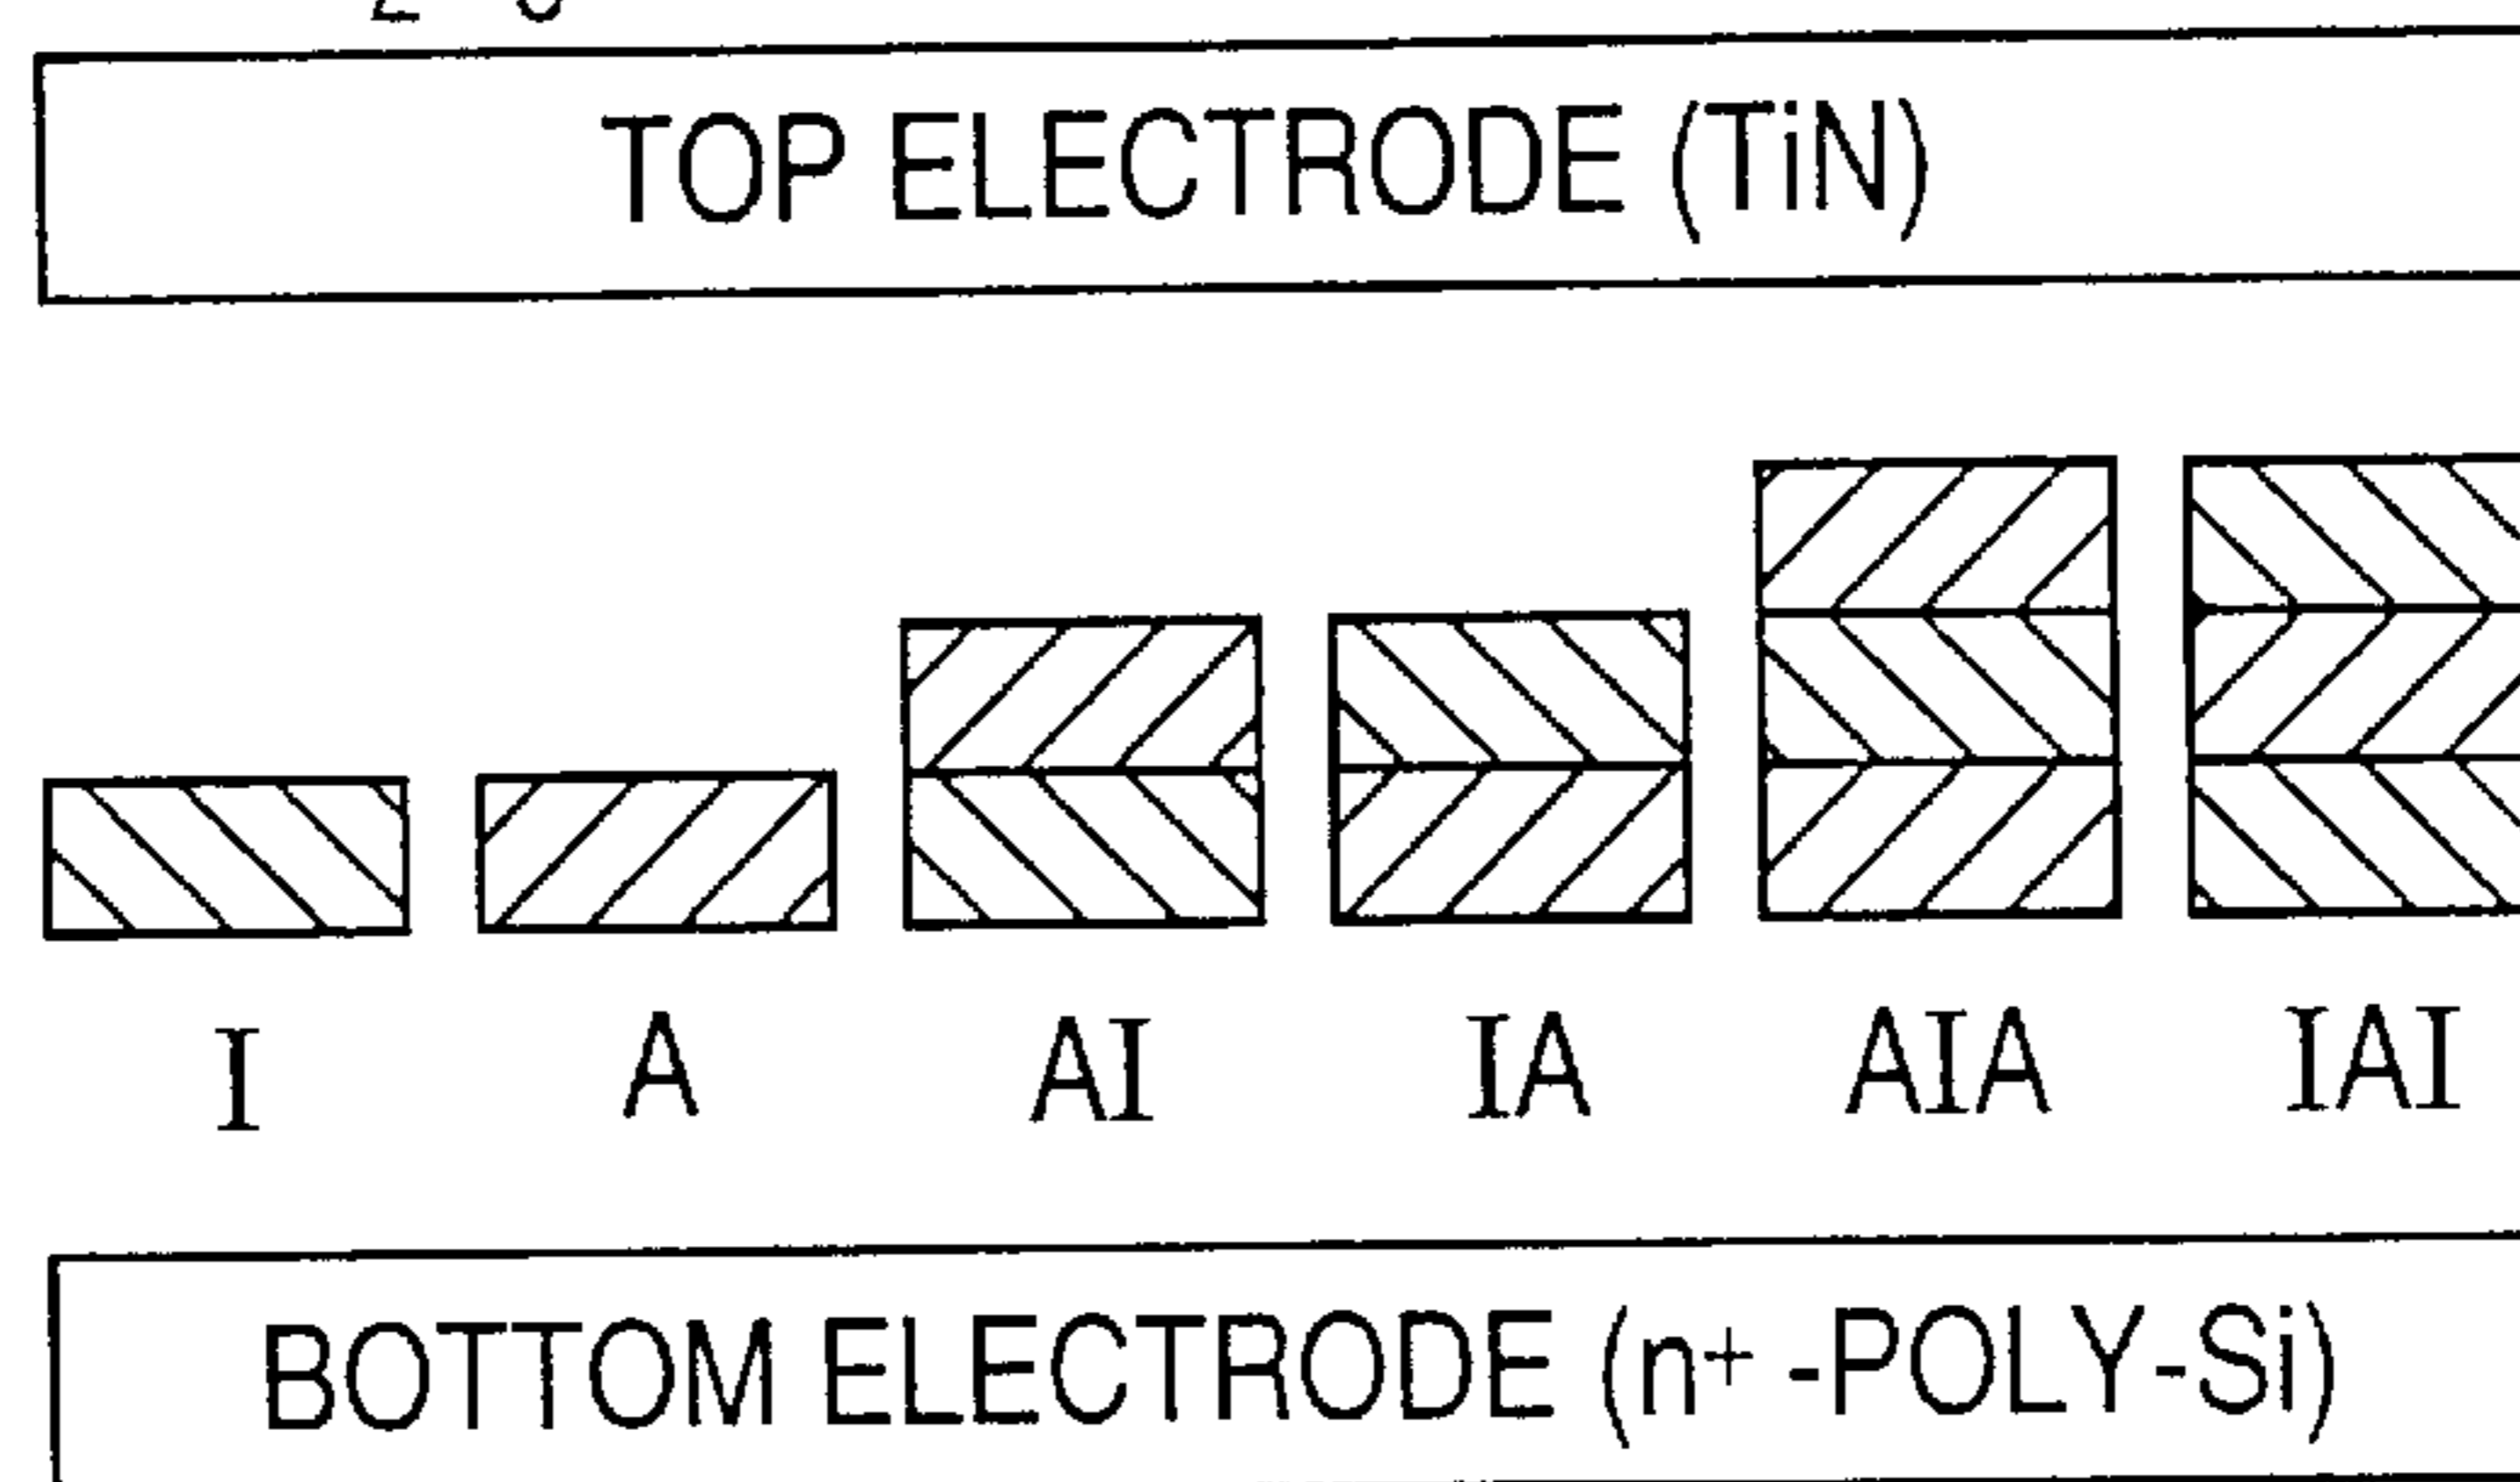 TOP ELECTRODE (TiN)
I A AI IA AIA IAI
BOTTOM ELECTRODE (n+ -POLY-Si)